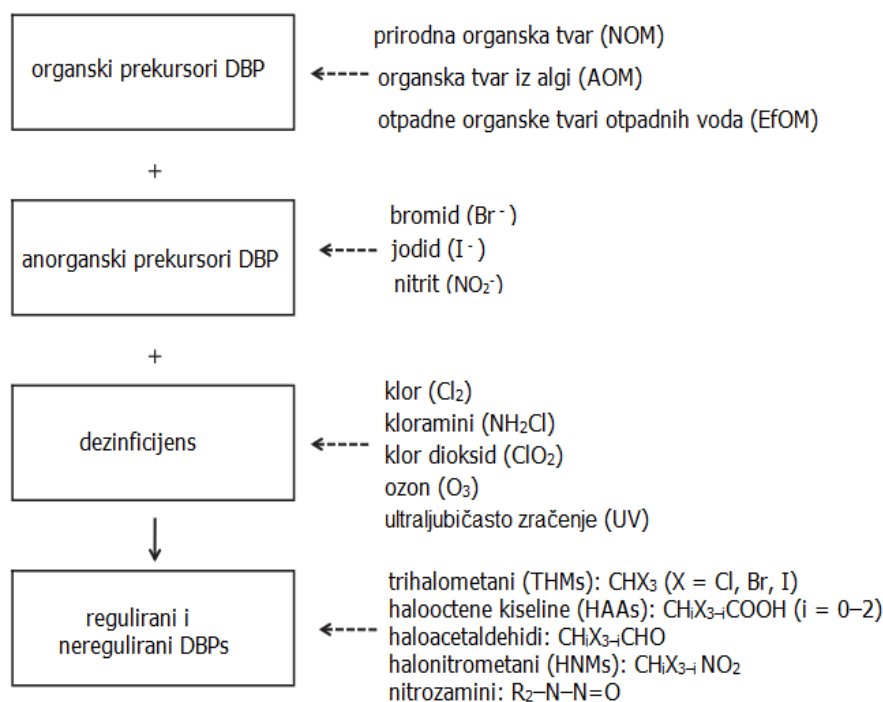 organski prekursori DBP
prirodna organska tvar (NOM)
organska tvar iz algi (AOM)
otpadne organske tvari otpadnih voda (EfOM)
+
anorganski prekursori DBP
bromid (Br⁻)
jodid (I⁻)
nitrit (NO₂⁻)
+
dezinficijens
klor (Cl₂)
kloramini (NH₂Cl)
klor dioksid (ClO₂)
ozon (O₃)
ultraljubičasto zračenje (UV)
regulirani i
neregulirani DBPs
trihalometani (THMs): CHX₃ (X = Cl, Br, I)
halooctene kiseline (HAAs): CHᵢX₃₋ᵢCOOH (i = 0–2)
haloacetaldehidi: CHᵢX₃₋ᵢCHO
halonitrometani (HNMs): CHᵢX₃₋ᵢ NO₂
nitrozamini: R₂–N–N=O